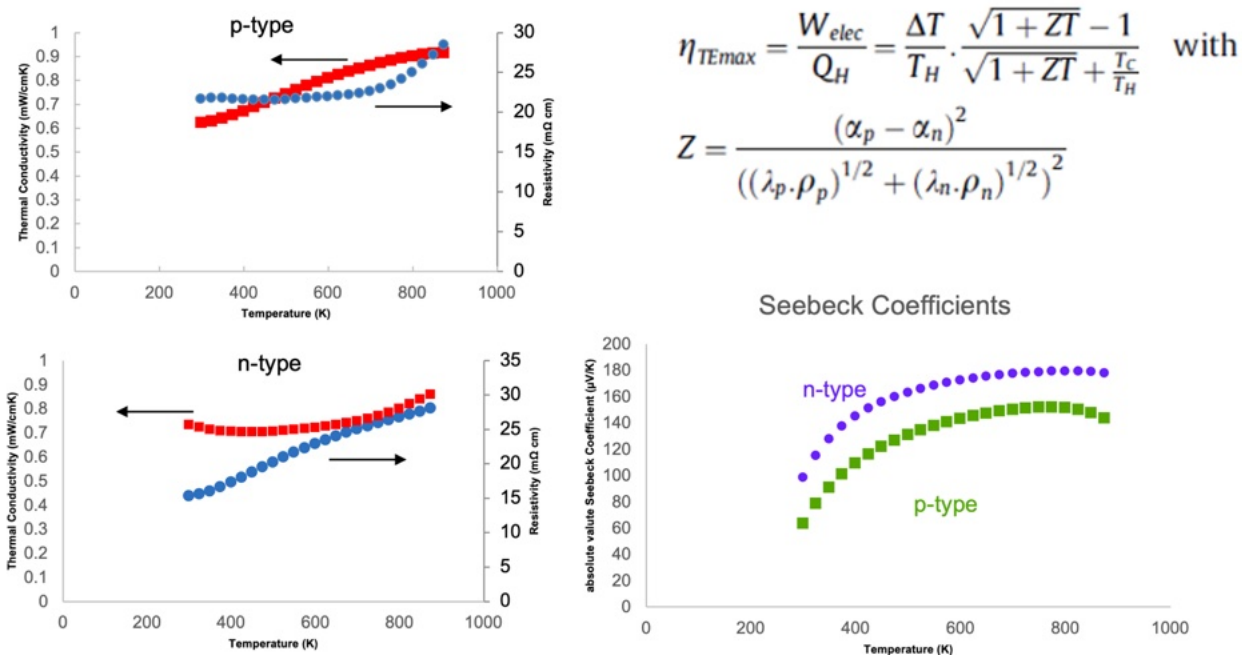 p-type
Thermal Conductivity (mW/cmK)
1
0.9
0.8
0.7
0.6
0.5
0.4
0.3
0.2
0.1
0
30
25
20
15
10
5
0
Resistivity (mΩ cm)
0 200 400 600 800 1000
Temperature (K)
η_TEmax = W_elec / Q_H = ΔT / T_H . (√(1 + ZT) − 1) / (√(1 + ZT) + T_C / T_H) with
Z = (α_p − α_n)² / ((λ_p.ρ_p)^1/2 + (λ_n.ρ_n)^1/2)²
n-type
Thermal Conductivity (mW/cmK)
1
0.9
0.8
0.7
0.6
0.5
0.4
0.3
0.2
0.1
0
35
30
25
20
15
10
5
0
Resistivity (mΩ cm)
0 200 400 600 800 1000
Temperature (K)
Seebeck Coefficients
absolute valute Seebeck Coefficient (µV/K)
200
180
160
140
120
100
80
60
40
20
0
n-type
p-type
0 200 400 600 800 1000
Temperature (K)